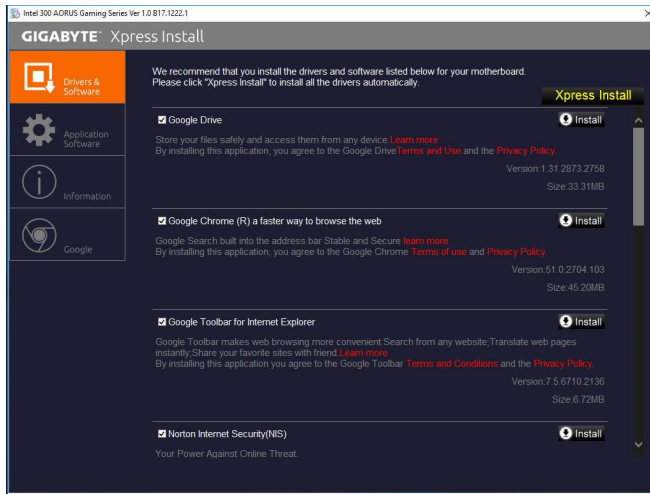 Intel 300 AORUS Gaming Series Ver 1.0 B17.1222.1
GIGABYTE™ Xpress Install
Drivers &
Software
Application
Software
Information
Google
We recommend that you install the drivers and software listed below for your motherboard.
Please click "Xpress Install" to install all the drivers automatically.
Xpress Install
Google Drive
Install
Store your files safely and access them from any device.Learn more
By installing this application, you agree to the Google DriveTerms and Use and the Privacy Policy.
Version:1.31.2873.2758
Size:33.31MB
Google Chrome (R) a faster way to browse the web
Install
Google Search built into the address bar Stable and Secure learn more
By installing this application, you agree to the Google Chrome Terms of use and Privacy Policy.
Version:51.0.2704.103
Size:45.20MB
Google Toolbar for Internet Explorer
Install
Google Toolbar makes web browsing more convenient.Search from any website;Translate web pages
instantly;Share your favorite sites with friend.Learn more
By installing this application you agree to the Google Toolbar Terms and Conditions and the Privacy Policy.
Version:7.5.6710.2136
Size:6.72MB
Norton Internet Security(NIS)
Install
Your Power Against Online Threat.